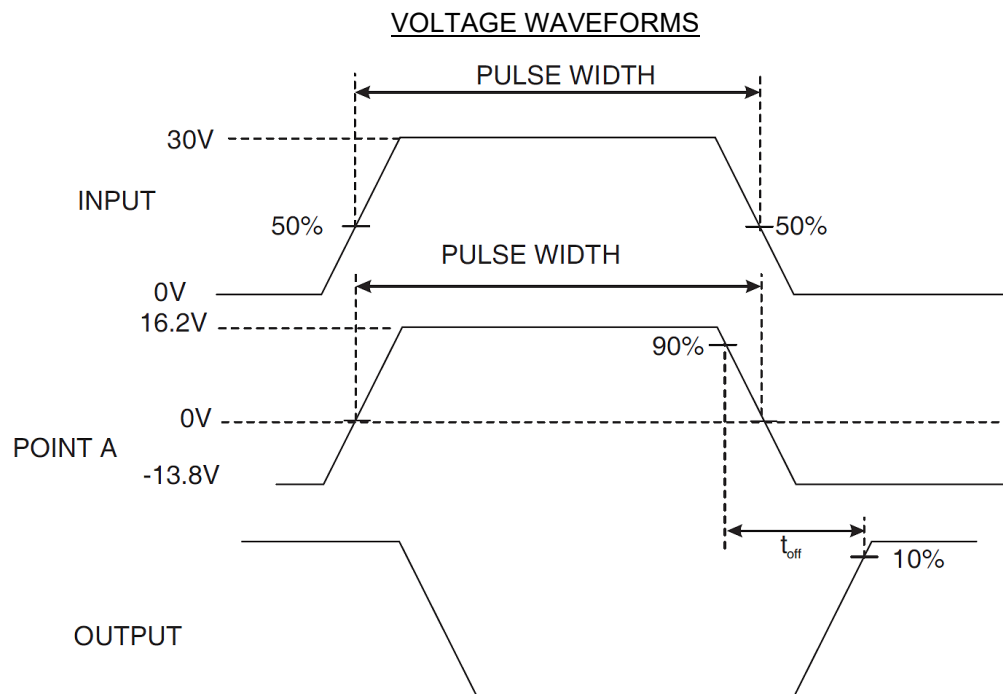 VOLTAGE WAVEFORMS
PULSE WIDTH
30V
INPUT
50%
50%
PULSE WIDTH
0V
16.2V
90%
0V
POINT A
-13.8V
toff
10%
OUTPUT